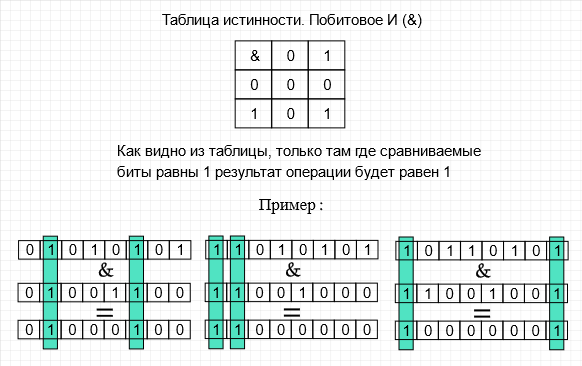 Таблица истинности. Побитовое И (&)
& 0 1
0 0 0
1 0 1
Как видно из таблицы, только там где сравниваемые
биты равны 1 результат операции будет равен 1
Пример :
0 1 0 1 0 1 0 1
&
0 1 0 0 1 1 0 0
=
0 1 0 0 0 1 0 0
1 1 0 1 0 1 0 1
&
1 1 0 0 1 0 0 0
=
1 1 0 0 0 0 0 0
1 0 1 1 0 1 0 1
&
1 1 0 0 1 0 0 1
=
1 0 0 0 0 0 0 1